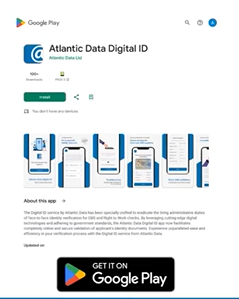 Google Play
Atlantic Data Digital ID
Atlantic Data Ltd
100+
Downloads
PEGI 3
Install
You don't have any devices
About this app →
The Digital ID service by Atlantic Data has been specially crafted to eradicate the tiring administrative duties
of face-to-face identity verification for DBS and Right to Work checks. By leveraging cutting-edge digital
technologies and adhering to government standards, the Atlantic Data Digital ID app now facilitates
completely online and secure validation of applicant's identity documents. Experience unparalleled ease and
efficiency in your verification process with the Digital ID service from Atlantic Data.
Updated on
GET IT ON
Google Play